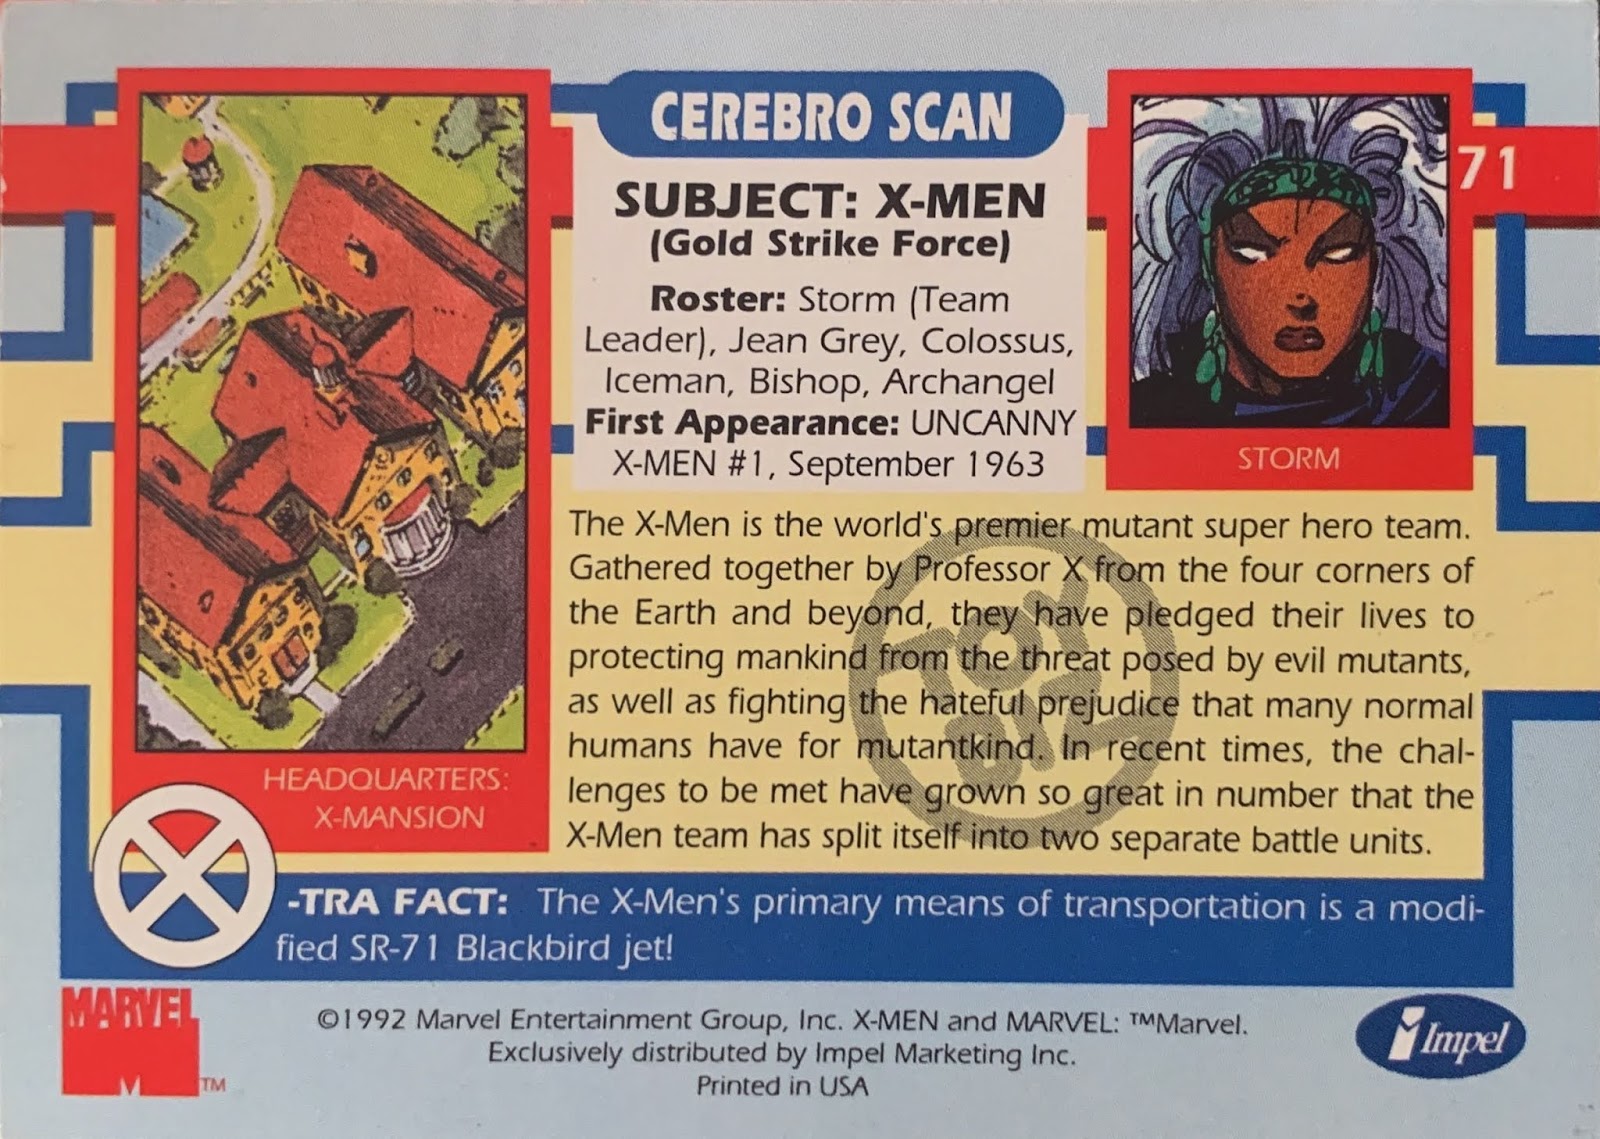 CEREBRO SCAN
71
SUBJECT: X-MEN
(Gold Strike Force)
Roster: Storm (Team
Leader), Jean Grey, Colossus,
Iceman, Bishop, Archangel
First Appearance: UNCANNY
X-MEN #1, September 1963
STORM
The X-Men is the world's premier mutant super hero team.
Gathered together by Professor X from the four corners of
the Earth and beyond, they have pledged their lives to
protecting mankind from the threat posed by evil mutants,
as well as fighting the hateful prejudice that many normal
humans have for mutantkind. In recent times, the chal-
lenges to be met have grown so great in number that the
X-Men team has split itself into two separate battle units.
TOY
BIZ
HEADQUARTERS:
X-MANSION
X-TRA FACT: The X-Men's primary means of transportation is a modi-
fied SR-71 Blackbird jet!
MARVEL
M TM
©1992 Marvel Entertainment Group, Inc. X-MEN and MARVEL: ™Marvel.
Exclusively distributed by Impel Marketing Inc.
Printed in USA
Impel